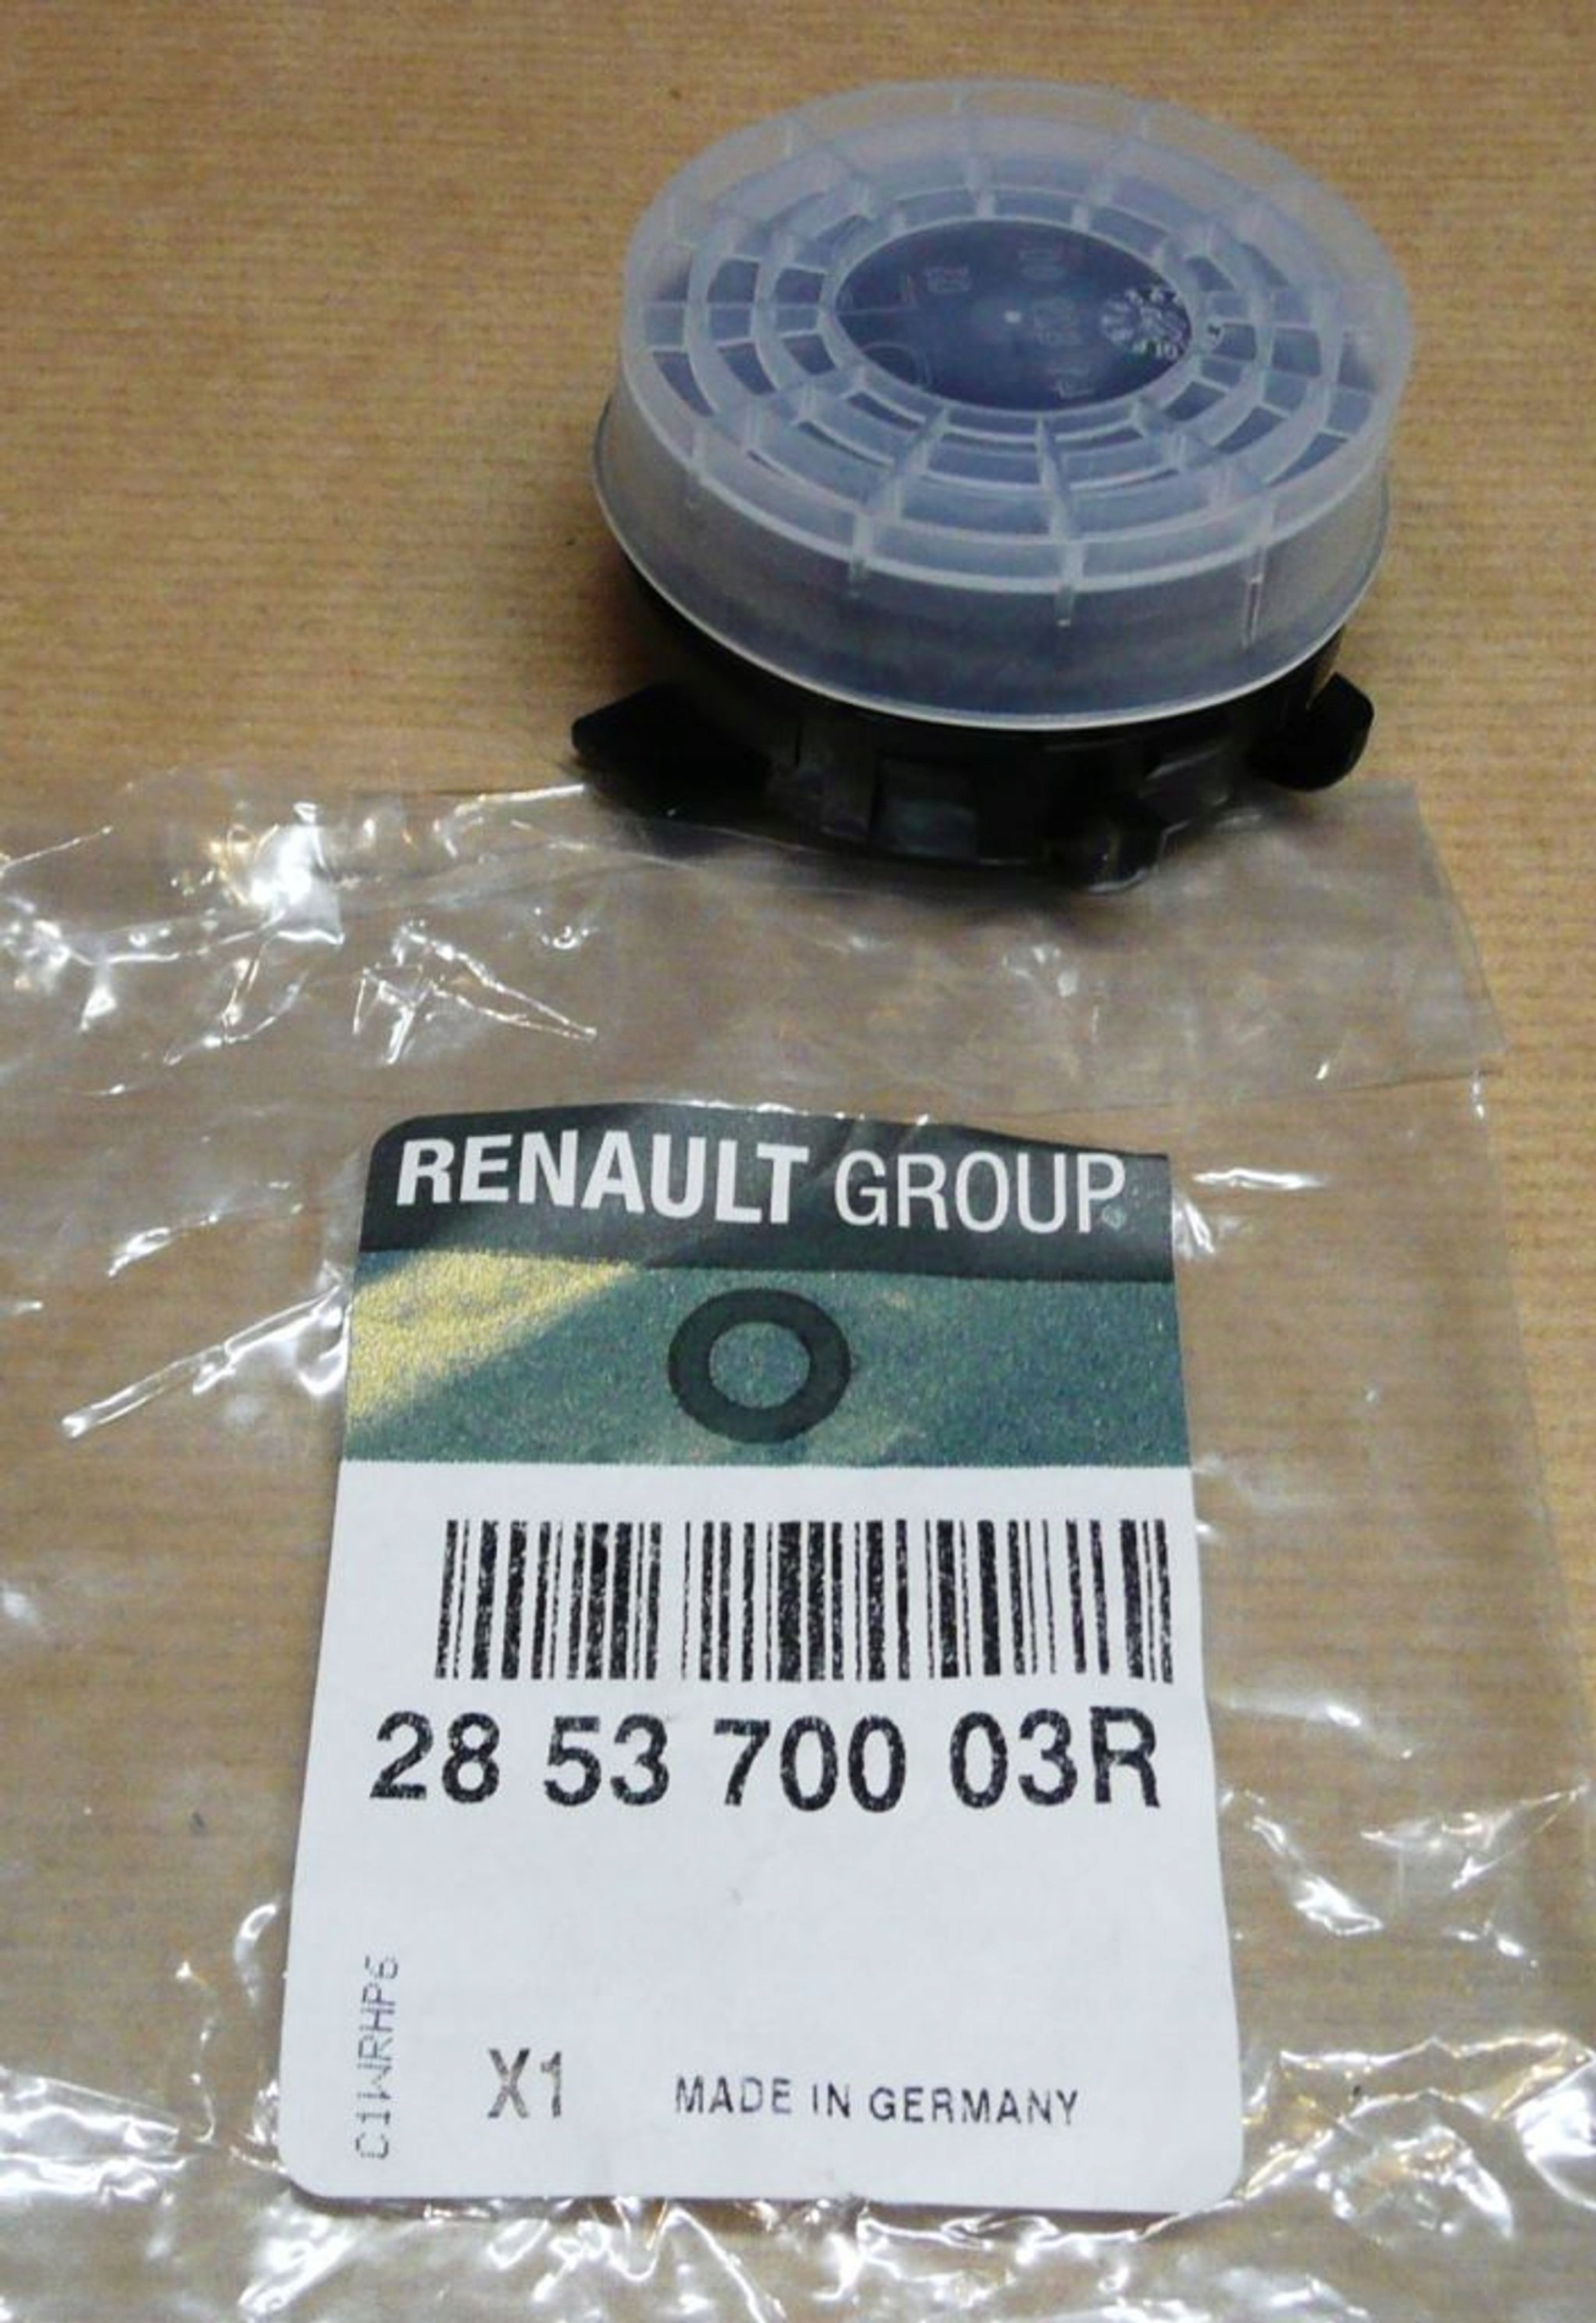 RENAULT GROUP
28 53 700 03R
C1WRHP6
X1
MADE IN GERMANY